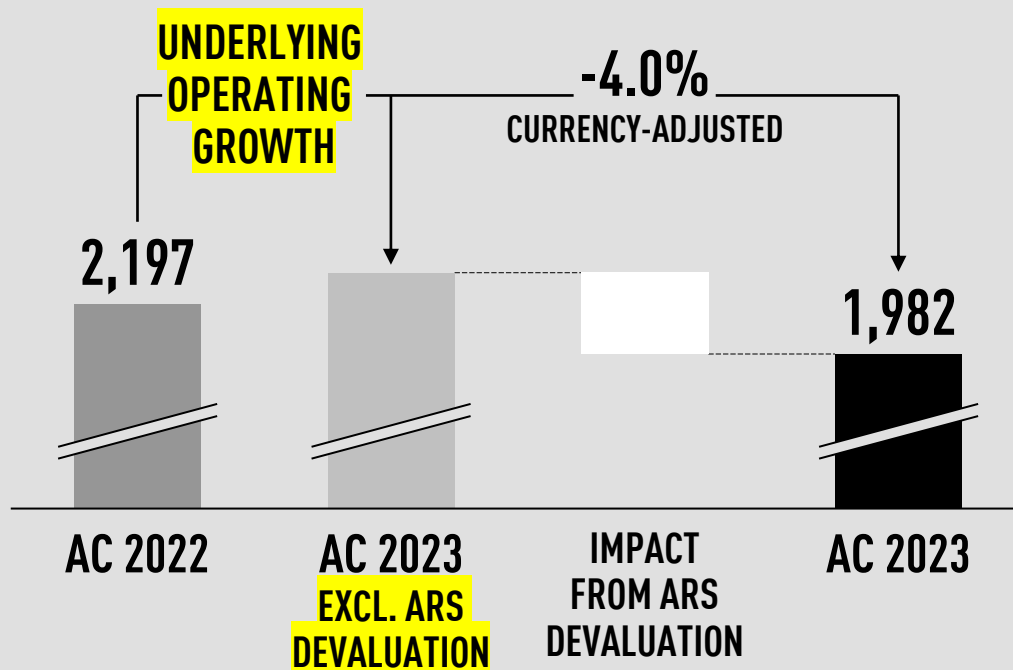 UNDERLYING
OPERATING
GROWTH
-4.0%
CURRENCY-ADJUSTED
2,197
1,982
AC 2022
AC 2023
EXCL. ARS
DEVALUATION
IMPACT
FROM ARS
DEVALUATION
AC 2023